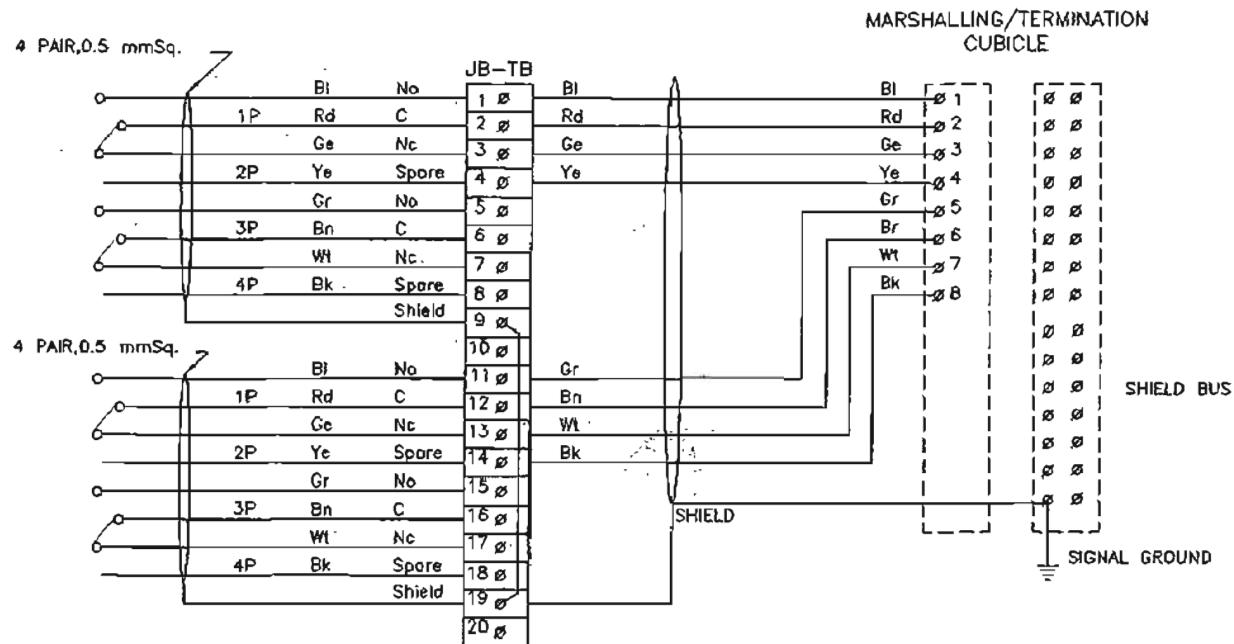 MARSHALLING/TERMINATION
CUBICLE
4 PAIR,0.5 mmSq.
JB-TB
Bl No 1 Bl Bl 1
1P Rd C 2 Rd Rd 2
Ge Nc 3 Ge Ge 3
2P Ye Spare 4 Ye Ye 4
Gr No 5 Gr 5
3P Bn C 6 Br 6
Wt Nc. 7 Wt 7
4P Bk Spare 8 Bk 8
Shield 9
4 PAIR,0.5 mmSq.
10
Bl No 11 Gr
1P Rd C 12 Bn
SHIELD BUS
Ge Nc 13 Wt
2P Ye Spare 14 Bk
Gr No 15
3P Bn C 16
SHIELD
Wt Nc 17
SIGNAL GROUND
4P Bk Spare 18
Shield 19
20